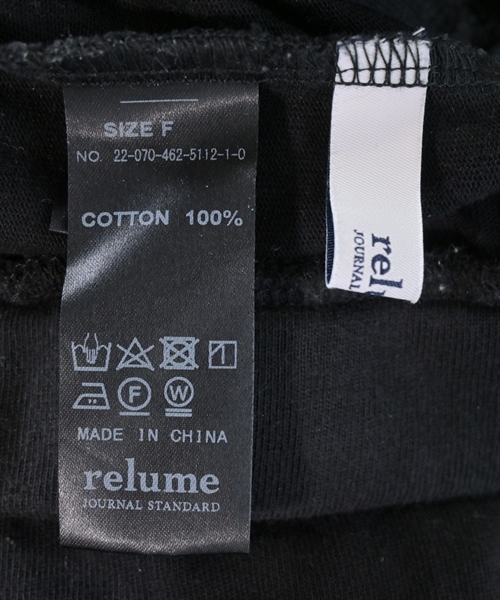 SIZE F
NO. 22-070-462-5112-1-0
COTTON 100%
F
W
MADE IN CHINA
relume
JOURNAL STANDARD
rel
JOURNAL